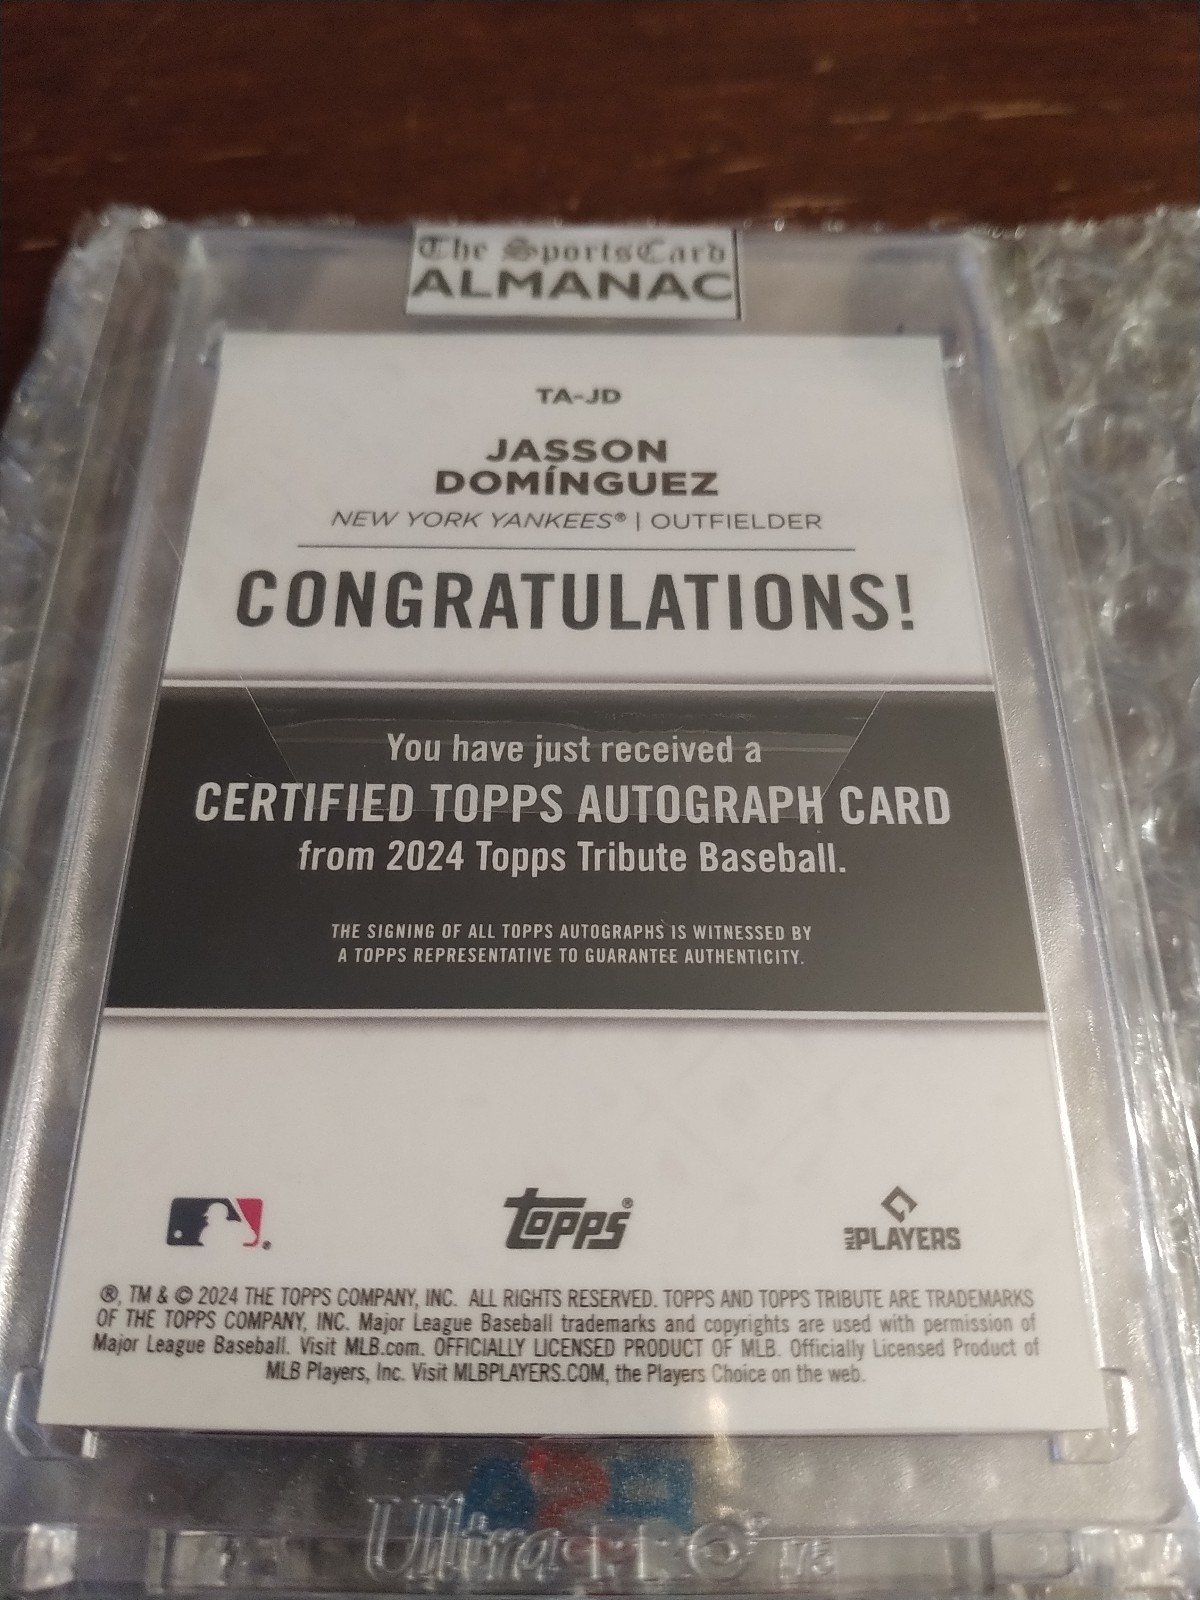 The SportsCard
ALMANAC
TA-JD
JASSON
DOMÍNGUEZ
NEW YORK YANKEES® | OUTFIELDER
CONGRATULATIONS!
You have just received a
CERTIFIED TOPPS AUTOGRAPH CARD
from 2024 Topps Tribute Baseball.
THE SIGNING OF ALL TOPPS AUTOGRAPHS IS WITNESSED BY
A TOPPS REPRESENTATIVE TO GUARANTEE AUTHENTICITY.
Topps® MLB PLAYERS
®, TM & © 2024 THE TOPPS COMPANY, INC. ALL RIGHTS RESERVED. TOPPS AND TOPPS TRIBUTE ARE TRADEMARKS
OF THE TOPPS COMPANY, INC. Major League Baseball trademarks and copyrights are used with permission of
Major League Baseball. Visit MLB.com. OFFICIALLY LICENSED PRODUCT OF MLB. Officially Licensed Product of
MLB Players, Inc. Visit MLBPLAYERS.COM, the Players Choice on the web.
Ultra PRO